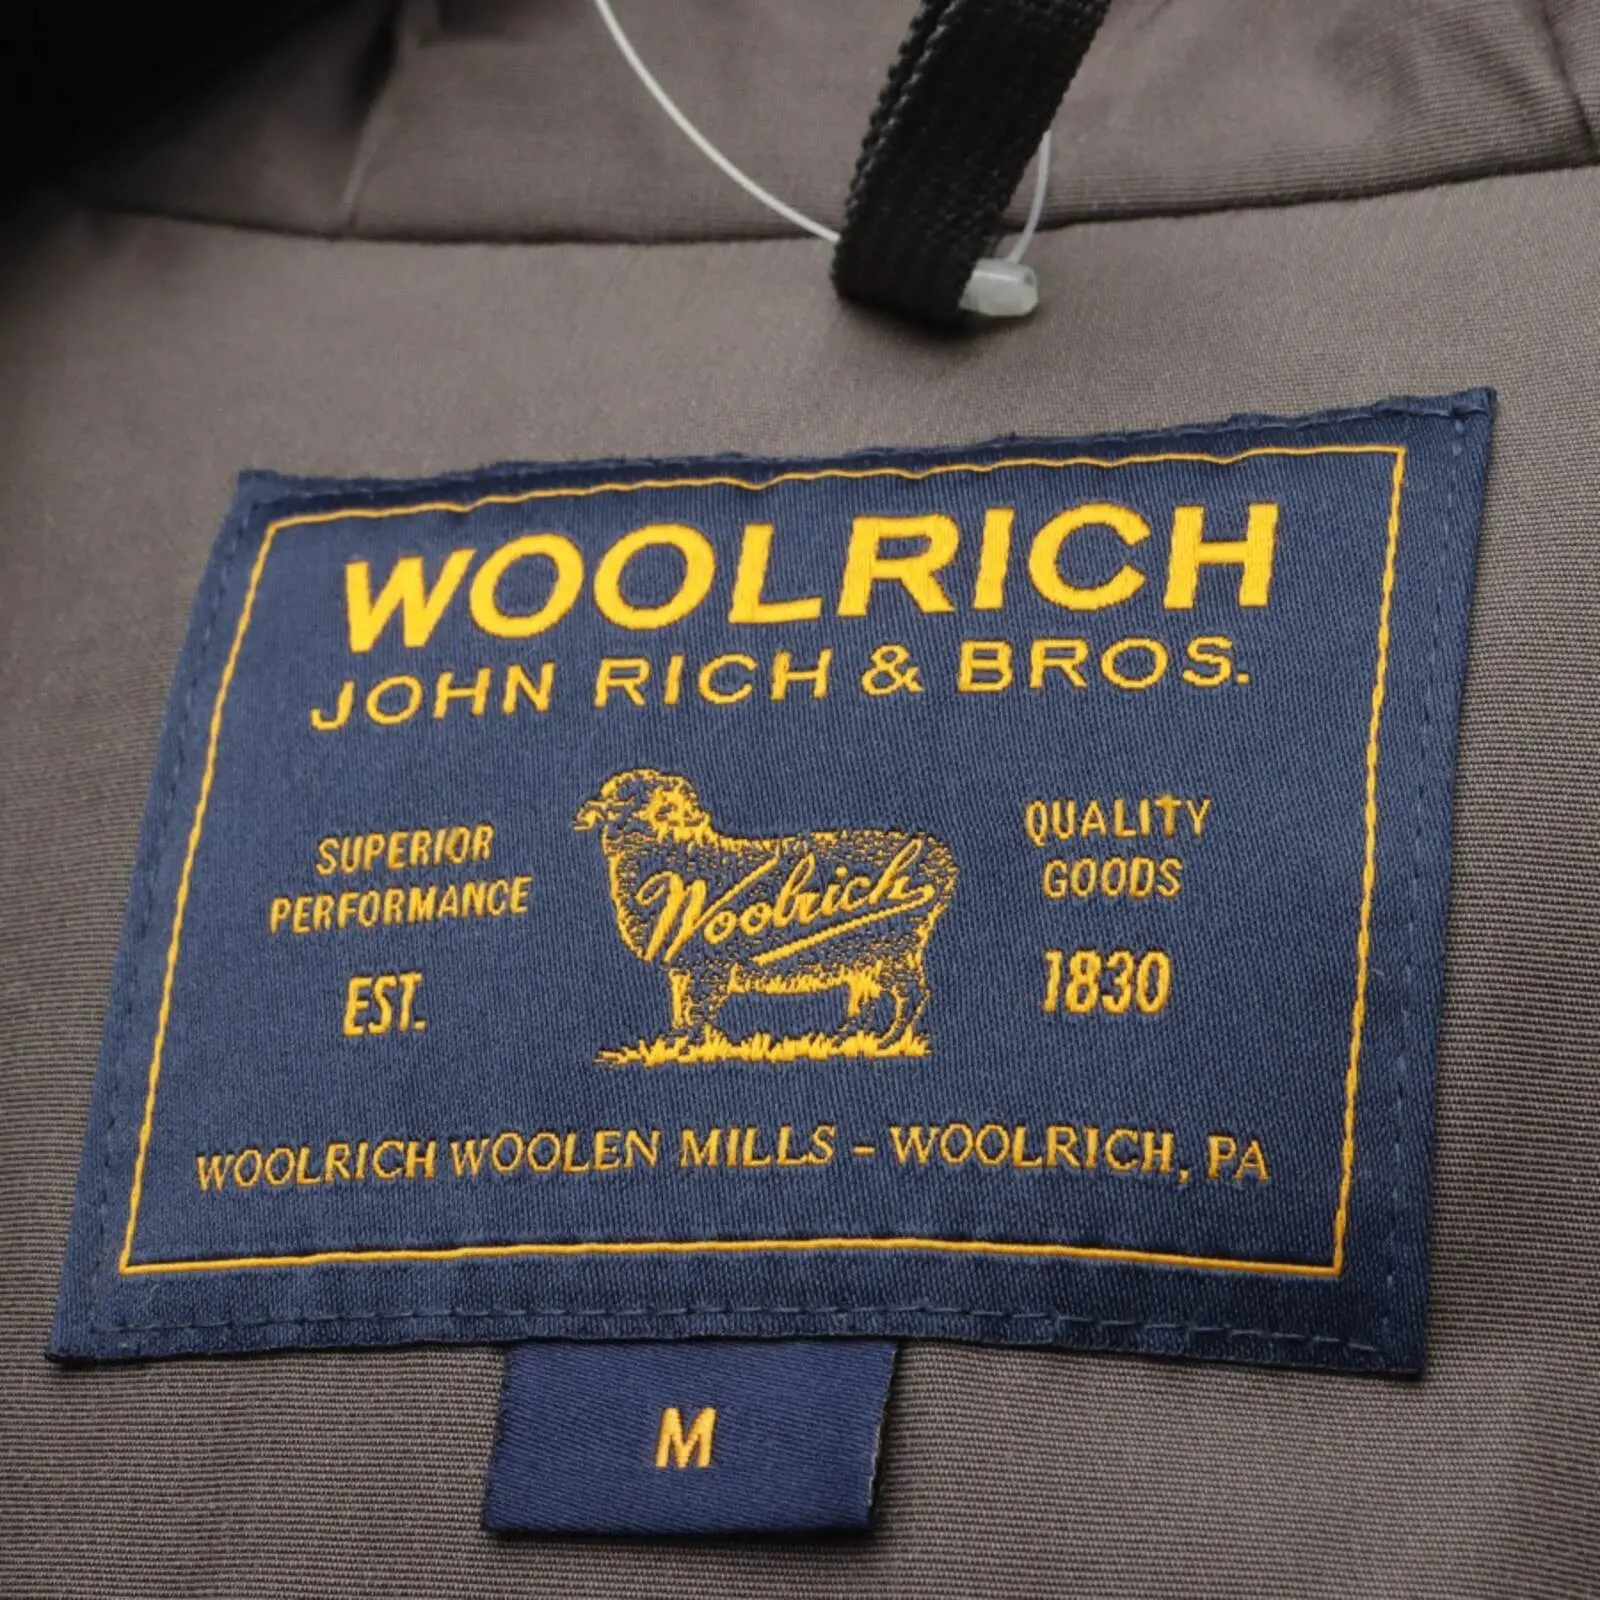 WOOLRICH
JOHN RICH & BROS.
SUPERIOR
PERFORMANCE
EST.
Woolrich
QUALITY
GOODS
1830
WOOLRICH WOOLEN MILLS - WOOLRICH, PA
M